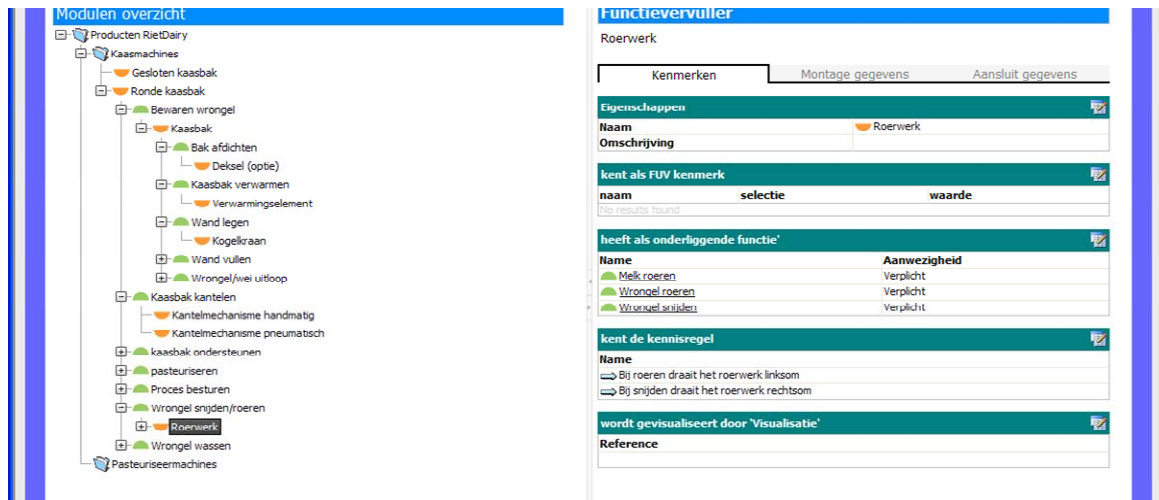 Modulen overzicht
Producten RietDairy
Kaasmachines
Gesloten kaasbak
Ronde kaasbak
Bewaren wrongel
Kaasbak
Bak afdichten
Deksel (optie)
Kaasbak verwarmen
Verwarmingselement
Wand legen
Kogelkraan
Wand vullen
Wrongel/wei uitloop
Kaasbak kantelen
Kantelmechanisme handmatig
Kantelmechanisme pneumatisch
kaasbak ondersteunen
pasteuriseren
Proces besturen
Wrongel snijden/roeren
Roerwerk
Wrongel wassen
Pasteuriseermachines
Functievervuller
Roerwerk
Kenmerken Montage gegevens Aansluit gegevens
Eigenschappen
Naam Roerwerk
Omschrijving
kent als FUV kenmerk
naam selectie waarde
No results found
heeft als onderliggende functie'
Name Aanwezigheid
Melk roeren Verplicht
Wrongel roeren Verplicht
Wrongel snijden Verplicht
kent de kennisregel
Name
Bij roeren draait het roerwerk linksom
Bij snijden draait het roerwerk rechtsom
wordt gevisualiseert door 'Visualisatie'
Reference